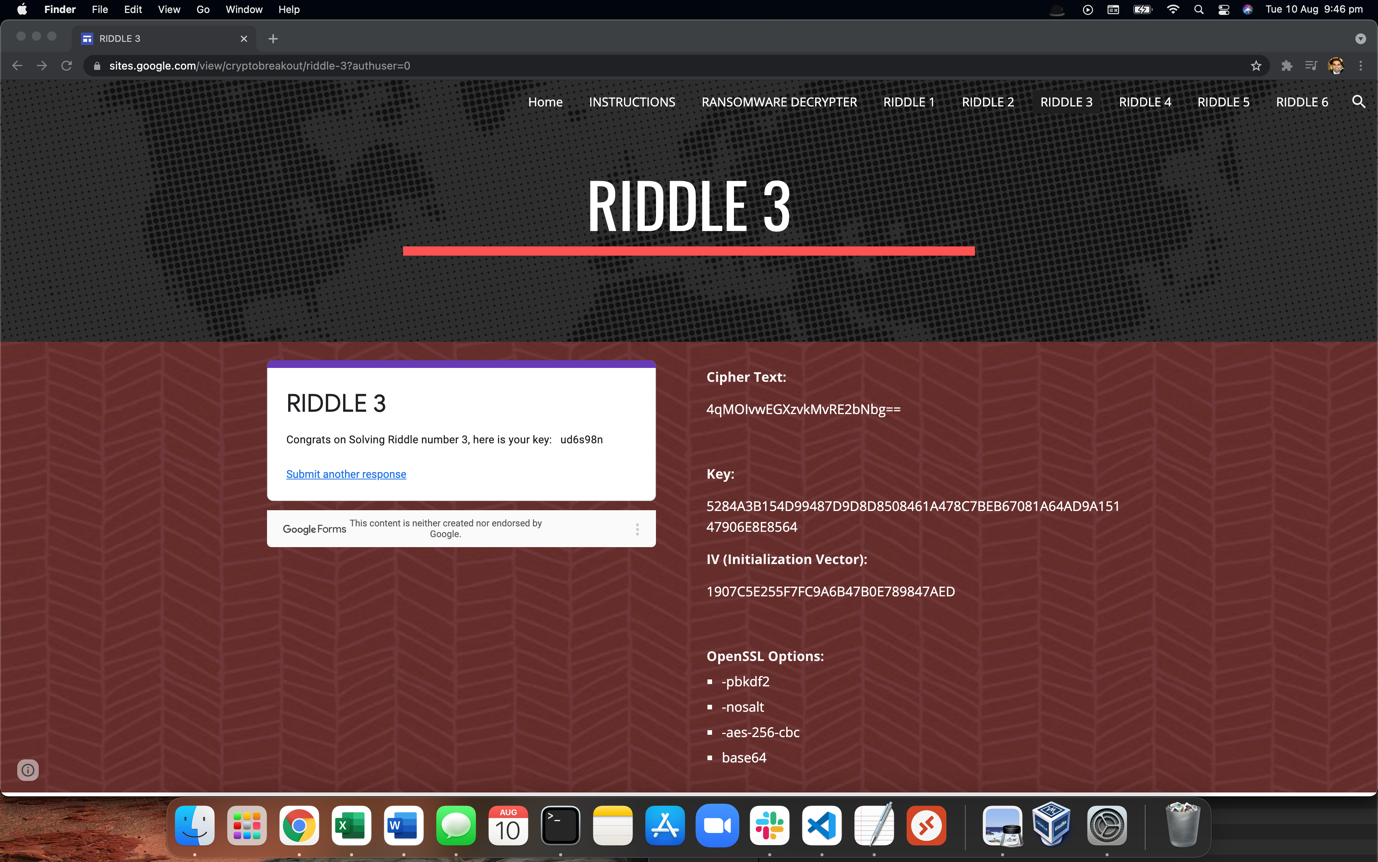 Finder File Edit View Go Window Help Tue 10 Aug 9:46 pm
RIDDLE 3
sites.google.com/view/cryptobreakout/riddle-3?authuser=0
Home INSTRUCTIONS RANSOMWARE DECRYPTER RIDDLE 1 RIDDLE 2 RIDDLE 3 RIDDLE 4 RIDDLE 5 RIDDLE 6
RIDDLE 3
RIDDLE 3
Congrats on Solving Riddle number 3, here is your key: ud6s98n
Submit another response
Google Forms This content is neither created nor endorsed by
Google.
Cipher Text:
4qMOIvwEGXzvkMvRE2bNbg==
Key:
5284A3B154D99487D9D8D8508461A478C7BEB67081A64AD9A151
47906E8E8564
IV (Initialization Vector):
1907C5E255F7FC9A6B47B0E789847AED
OpenSSL Options:
-pbkdf2
-nosalt
-aes-256-cbc
base64
AUG
10